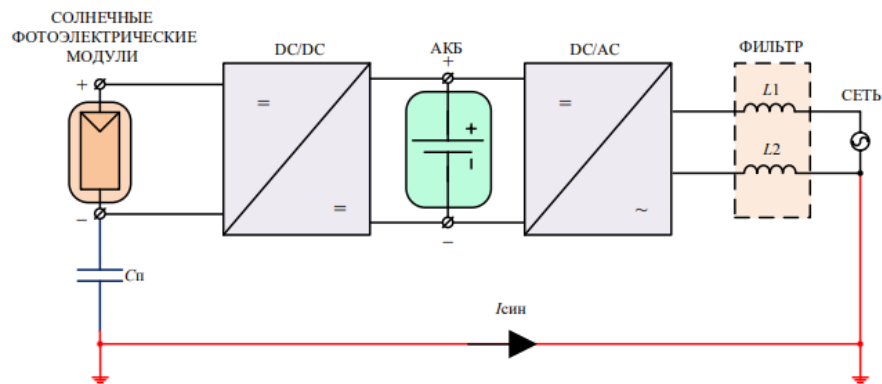 СОЛНЕЧНЫЕ
ФОТОЭЛЕКТРИЧЕСКИЕ
МОДУЛИ
DC/DC
АКБ
DC/AC
ФИЛЬТР
+
+
=
=
L1
СЕТЬ
+
L2
–
=
~
–
Cп
Iсин